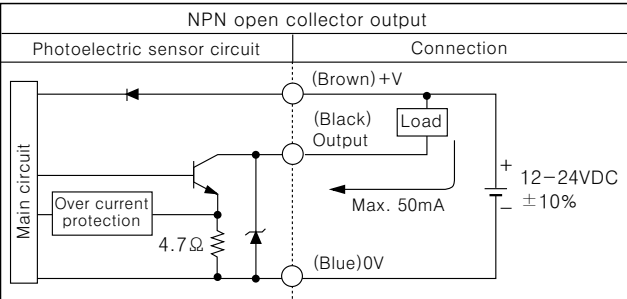 NPN open collector output
Photoelectric sensor circuit
Connection
(Brown)+V
(Black)
Output
Load
Main circuit
Over current
protection
4.7Ω
Max. 50mA
+
12-24VDC
-
±10%
(Blue)0V